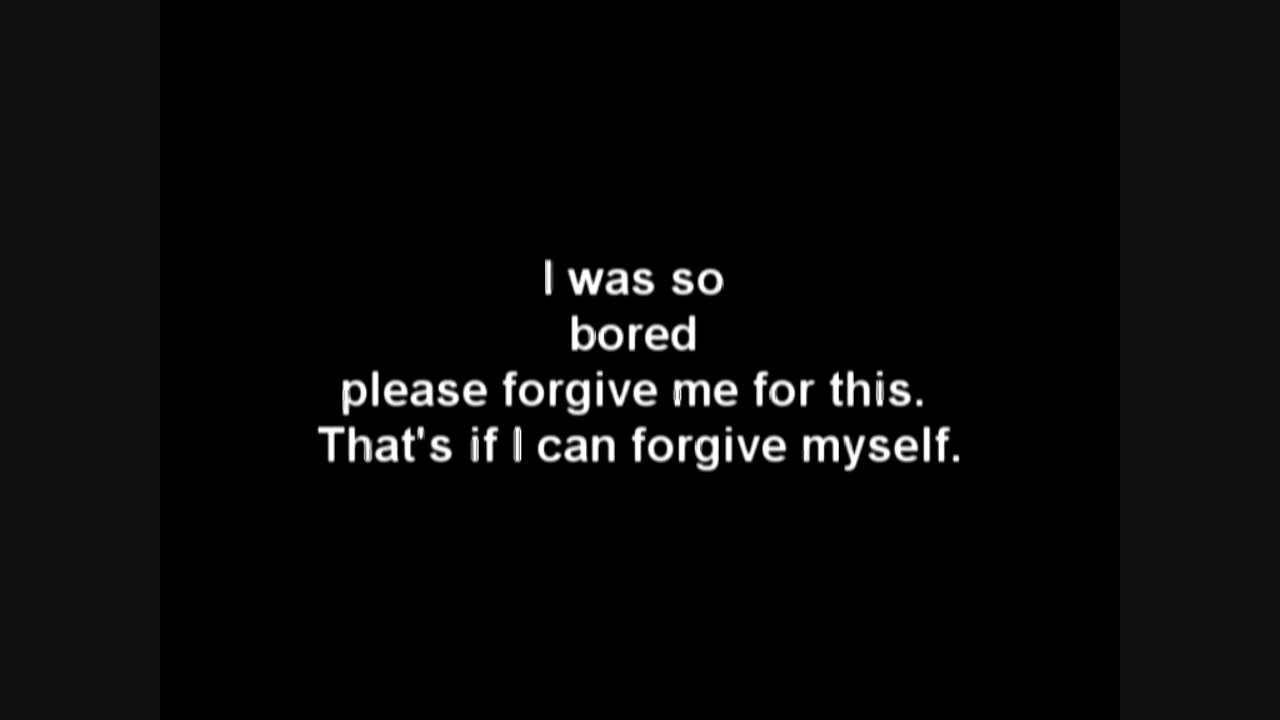 I was so
bored
please forgive me for this.
That's if I can forgive myself.